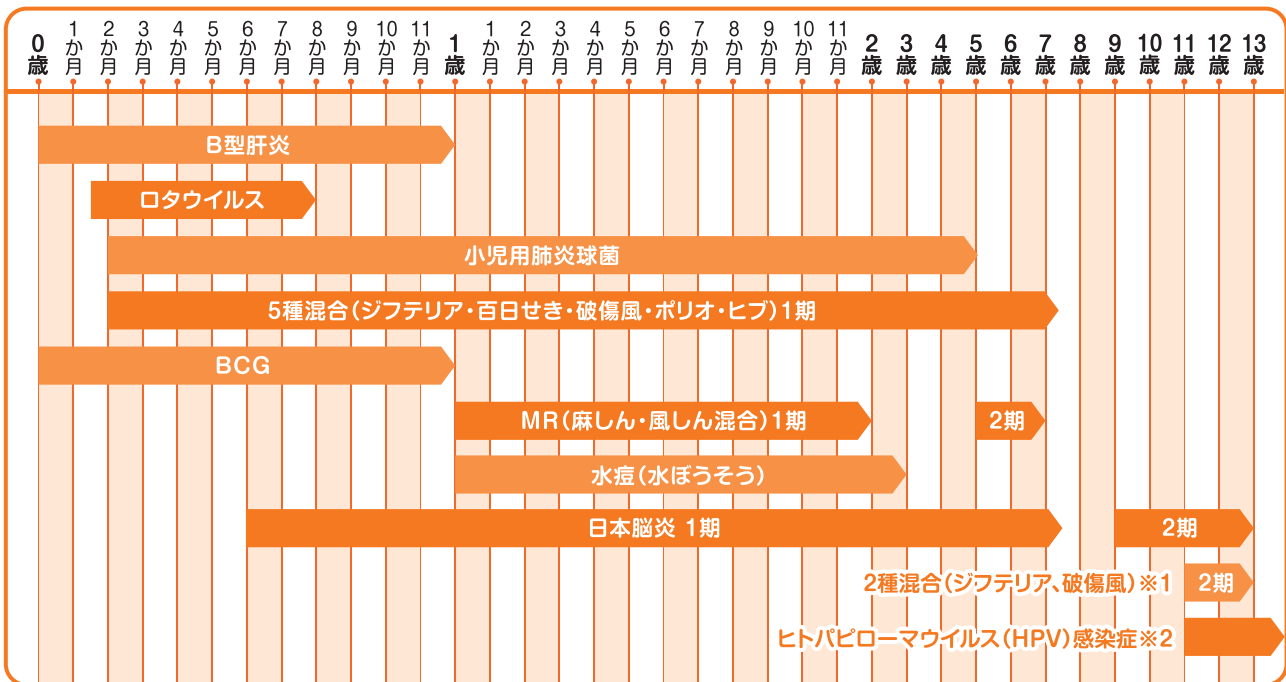 0歳 1か月 2か月 3か月 4か月 5か月 6か月 7か月 8か月 9か月 10か月 11か月 1歳 1か月 2か月 3か月 4か月 5か月 6か月 7か月 8か月 9か月 10か月 11か月 2歳 3歳 4歳 5歳 6歳 7歳 8歳 9歳 10歳 11歳 12歳 13歳
B型肝炎
ロタウイルス
小児用肺炎球菌
5種混合（ジフテリア・百日せき・破傷風・ポリオ・ヒブ）1期
BCG
MR（麻しん・風しん混合）1期 2期
水痘（水ぼうそう）
日本脳炎 1期 2期
2種混合（ジフテリア、破傷風）※1 2期
ヒトパピローマウイルス（HPV）感染症※2